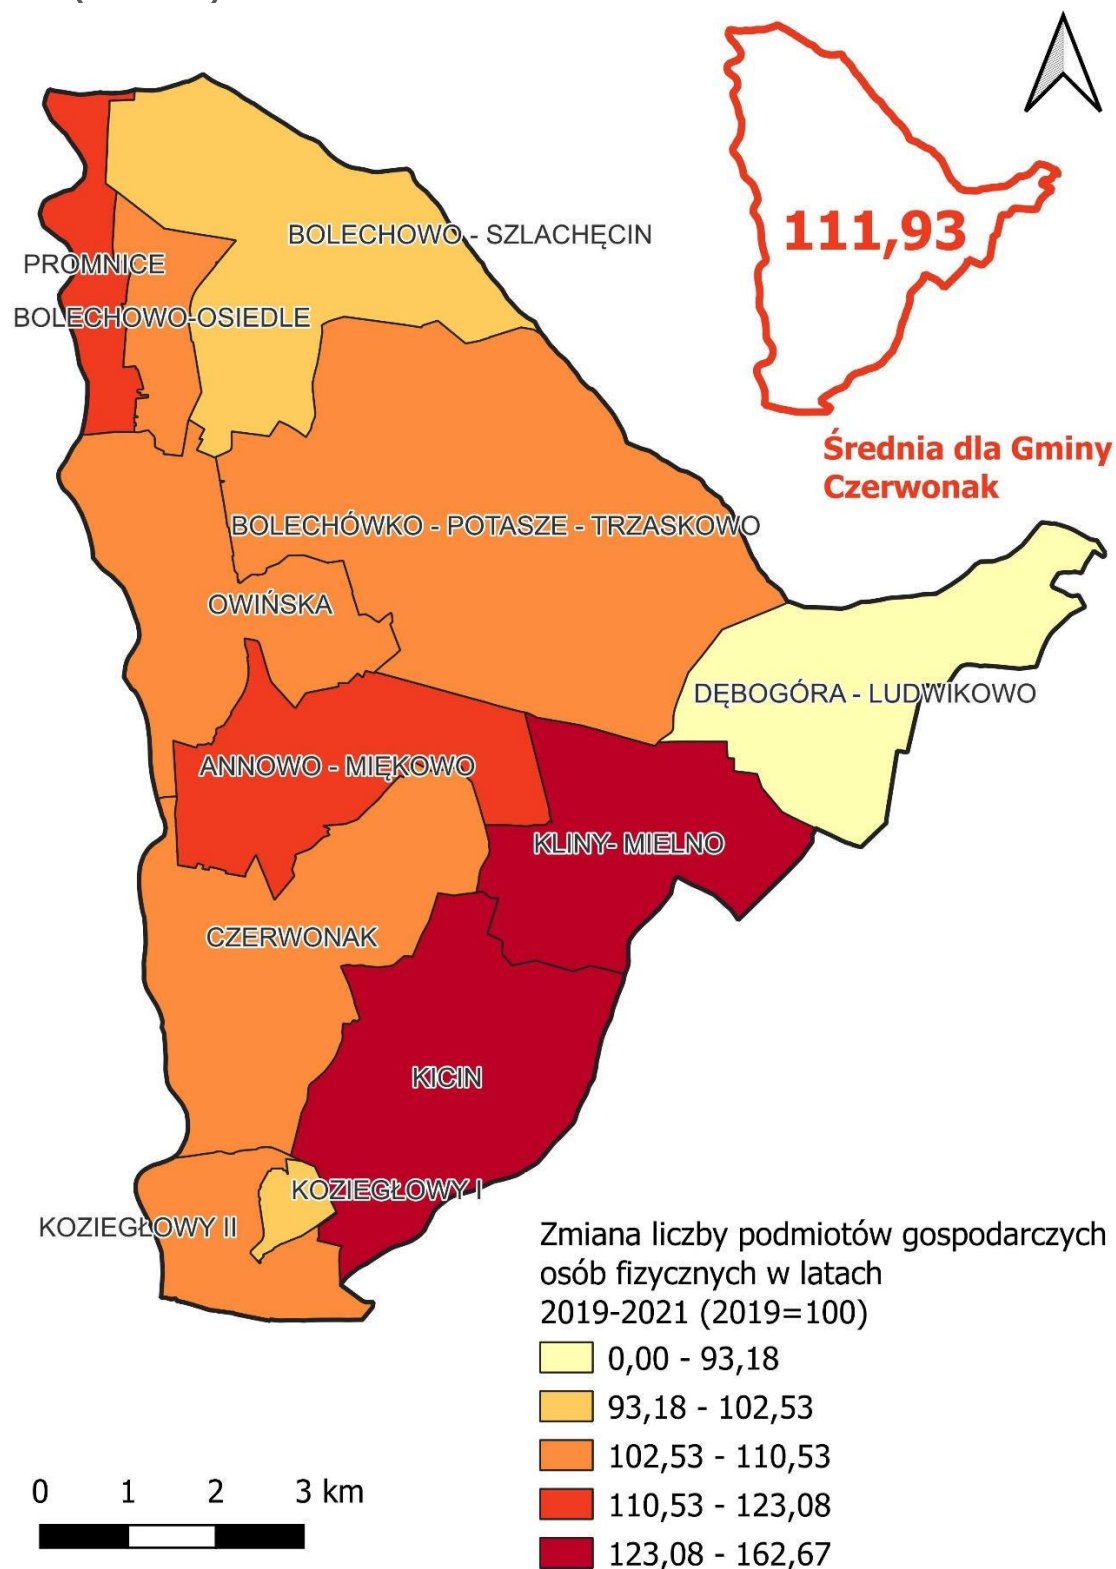 111,93
Średnia dla Gminy
Czerwonak
BOLECHOWO - SZLACHĘCIN
PROMNICE
BOLECHOWO-OSIEDLE
BOLECHÓWKO - POTASZE - TRZASKOWO
OWIŃSKA
DĘBOGÓRA - LUDWIKOWO
ANNOWO - MIĘKOWO
KLINY- MIELNO
CZERWONAK
KICIN
KOZIEGŁOWY I
KOZIEGŁOWY II
Zmiana liczby podmiotów gospodarczych
osób fizycznych w latach
2019-2021 (2019=100)
0,00 - 93,18
93,18 - 102,53
102,53 - 110,53
110,53 - 123,08
123,08 - 162,67
0 1 2 3 km